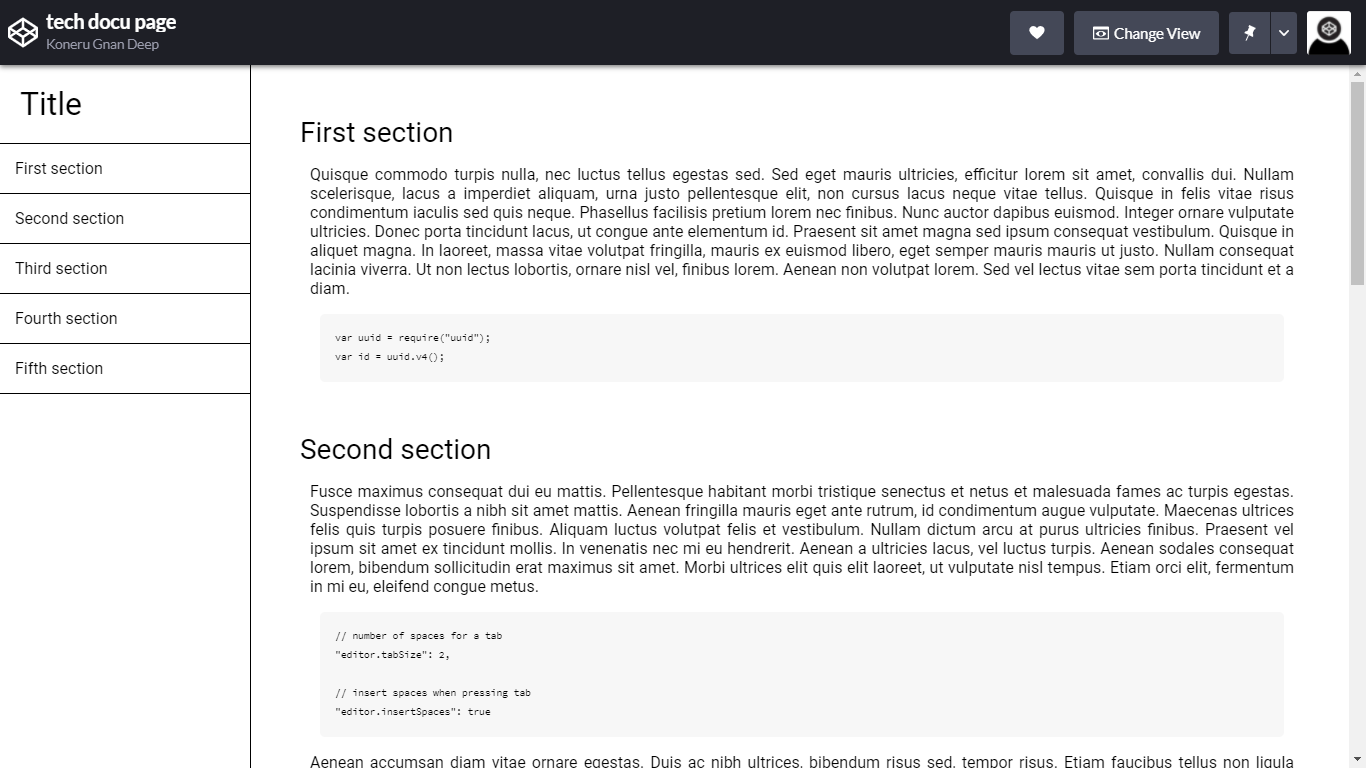 tech docu page
Koneru Gnan Deep
Change View
Title
First section
Second section
Third section
Fourth section
Fifth section
First section
Quisque commodo turpis nulla, nec luctus tellus egestas sed. Sed eget mauris ultricies, efficitur lorem sit amet, convallis dui. Nullam
scelerisque, lacus a imperdiet aliquam, urna justo pellentesque elit, non cursus lacus neque vitae tellus. Quisque in felis vitae risus
condimentum iaculis sed quis neque. Phasellus facilisis pretium lorem nec finibus. Nunc auctor dapibus euismod. Integer ornare vulputate
ultricies. Donec porta tincidunt lacus, ut congue ante elementum id. Praesent sit amet magna sed ipsum consequat vestibulum. Quisque in
aliquet magna. In laoreet, massa vitae volutpat fringilla, mauris ex euismod libero, eget semper mauris mauris ut justo. Nullam consequat
lacinia viverra. Ut non lectus lobortis, ornare nisl vel, finibus lorem. Aenean non volutpat lorem. Sed vel lectus vitae sem porta tincidunt et a
diam.
var uuid = require("uuid");
var id = uuid.v4();
Second section
Fusce maximus consequat dui eu mattis. Pellentesque habitant morbi tristique senectus et netus et malesuada fames ac turpis egestas.
Suspendisse lobortis a nibh sit amet mattis. Aenean fringilla mauris eget ante rutrum, id condimentum augue vulputate. Maecenas ultrices
felis quis turpis posuere finibus. Aliquam luctus volutpat felis et vestibulum. Nullam dictum arcu at purus ultricies finibus. Praesent vel
ipsum sit amet ex tincidunt mollis. In venenatis nec mi eu hendrerit. Aenean a ultricies lacus, vel luctus turpis. Aenean sodales consequat
lorem, bibendum sollicitudin erat maximus sit amet. Morbi ultrices elit quis elit laoreet, ut vulputate nisl tempus. Etiam orci elit, fermentum
in mi eu, eleifend congue metus.
// number of spaces for a tab
"editor.tabSize": 2,
// insert spaces when pressing tab
"editor.insertSpaces": true
Aenean accumsan diam vitae ornare egestas. Duis ac nibh ultrices, bibendum risus sed, tempor risus. Etiam faucibus tellus non ligula